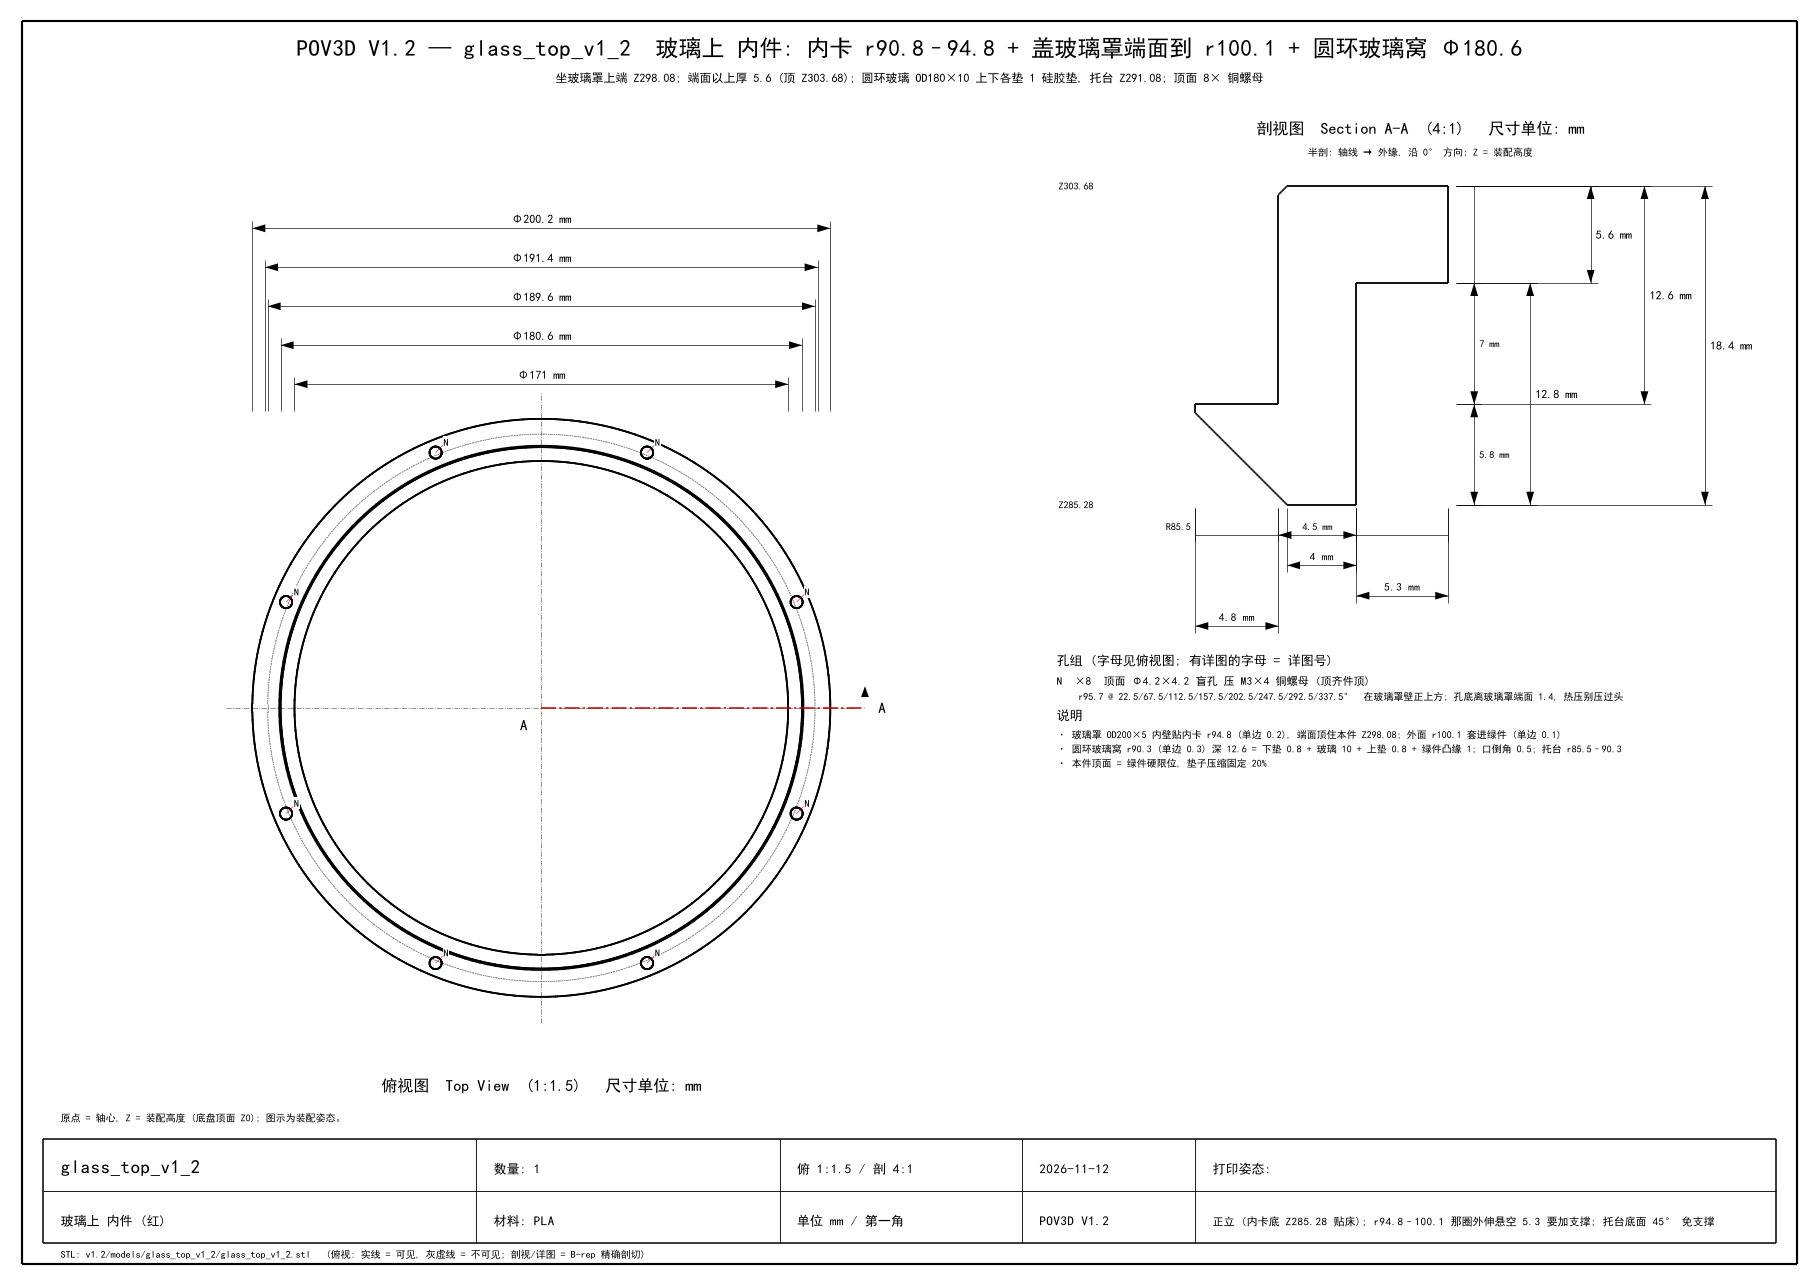 POV3D V1.2 — glass_top_v1_2 玻璃上 内件: 内卡 r90.8–94.8 + 盖玻璃罩端面到 r100.1 + 圆环玻璃窝 Φ180.6
坐玻璃罩上端 Z298.08; 端面以上厚 5.6 (顶 Z303.68); 圆环玻璃 OD180×10 上下各垫 1 硅胶垫, 托台 Z291.08; 顶面 8× 铜螺母
剖视图 Section A-A (4:1) 尺寸单位: mm
半剖: 轴线 → 外缘, 沿 0° 方向; Z = 装配高度
Z303.68
Φ200.2 mm
5.6 mm
Φ191.4 mm
12.6 mm
Φ189.6 mm
Φ180.6 mm
7 mm
18.4 mm
Φ171 mm
12.8 mm
N
N
5.8 mm
Z285.28
R85.5
4.5 mm
4 mm
5.3 mm
N
N
4.8 mm
孔组 (字母见俯视图; 有详图的字母 = 详图号)
N ×8 顶面 Φ4.2×4.2 盲孔 压 M3×4 铜螺母 (顶齐件顶)
r95.7 @ 22.5/67.5/112.5/157.5/202.5/247.5/292.5/337.5° 在玻璃罩壁正上方; 孔底离玻璃罩端面 1.4, 热压别压过头
说明
· 玻璃罩 OD200×5 内壁贴内卡 r94.8 (单边 0.2), 端面顶住本件 Z298.08; 外面 r100.1 套进绿件 (单边 0.1)
· 圆环玻璃窝 r90.3 (单边 0.3) 深 12.6 = 下垫 0.8 + 玻璃 10 + 上垫 0.8 + 绿件凸缘 1; 口倒角 0.5; 托台 r85.5–90.3
· 本件顶面 = 绿件硬限位, 垫子压缩固定 20%
A
A
N
N
N
N
俯视图 Top View (1:1.5) 尺寸单位: mm
原点 = 轴心, Z = 装配高度 (底盘顶面 Z0); 图示为装配姿态。
glass_top_v1_2
数量: 1
俯 1:1.5 / 剖 4:1
2026-11-12
打印姿态:
玻璃上 内件 (红)
材料: PLA
单位 mm / 第一角
POV3D V1.2
正立 (内卡底 Z285.28 贴床); r94.8–100.1 那圈外伸悬空 5.3 要加支撑; 托台底面 45° 免支撑
STL: v1.2/models/glass_top_v1_2/glass_top_v1_2.stl (俯视: 实线 = 可见, 灰虚线 = 不可见; 剖视/详图 = B-rep 精确剖切)